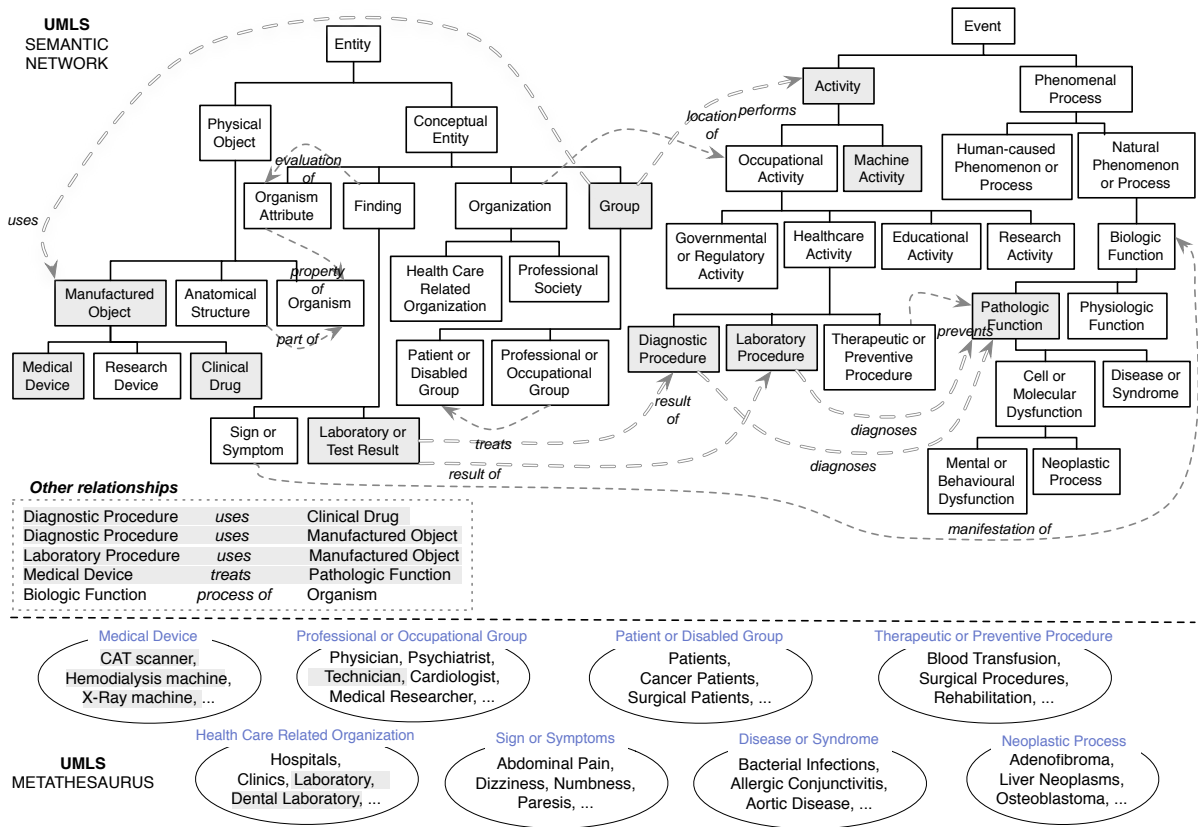 UMLS
SEMANTIC
NETWORK
Entity
Event
Physical
Object
Conceptual
Entity
Activity
Phenomenal
Process
performs
location
of
evaluation
of
Organism
Attribute
Finding
Organization
Group
Occupational
Activity
Machine
Activity
Human-caused
Phenomenon or
Process
Natural
Phenomenon
or Process
uses
Manufactured
Object
Anatomical
Structure
property
of
Organism
part of
Health Care
Related
Organization
Professional
Society
Governmental
or Regulatory
Activity
Healthcare
Activity
Educational
Activity
Research
Activity
Biologic
Function
Medical
Device
Research
Device
Clinical
Drug
Patient or
Disabled
Group
Professional or
Occupational
Group
Diagnostic
Procedure
Laboratory
Procedure
Therapeutic or
Preventive
Procedure
prevents
Pathologic
Function
Physiologic
Function
Sign or
Symptom
Laboratory or
Test Result
treats
result
of
result of
diagnoses
diagnoses
Cell or
Molecular
Dysfunction
Disease or
Syndrome
Mental or
Behavioural
Dysfunction
Neoplastic
Process
manifestation of
Other relationships
Diagnostic Procedure uses Clinical Drug
Diagnostic Procedure uses Manufactured Object
Laboratory Procedure uses Manufactured Object
Medical Device treats Pathologic Function
Biologic Function process of Organism
Medical Device
CAT scanner,
Hemodialysis machine,
X-Ray machine, ...
Professional or Occupational Group
Physician, Psychiatrist,
Technician, Cardiologist,
Medical Researcher, ...
Patient or Disabled Group
Patients,
Cancer Patients,
Surgical Patients, ...
Therapeutic or Preventive Procedure
Blood Transfusion,
Surgical Procedures,
Rehabilitation, ...
UMLS
METATHESAURUS
Health Care Related Organization
Hospitals,
Clinics, Laboratory,
Dental Laboratory, ...
Sign or Symptoms
Abdominal Pain,
Dizziness, Numbness,
Paresis, ...
Disease or Syndrome
Bacterial Infections,
Allergic Conjunctivitis,
Aortic Disease, ...
Neoplastic Process
Adenofibroma,
Liver Neoplasms,
Osteoblastoma, ...